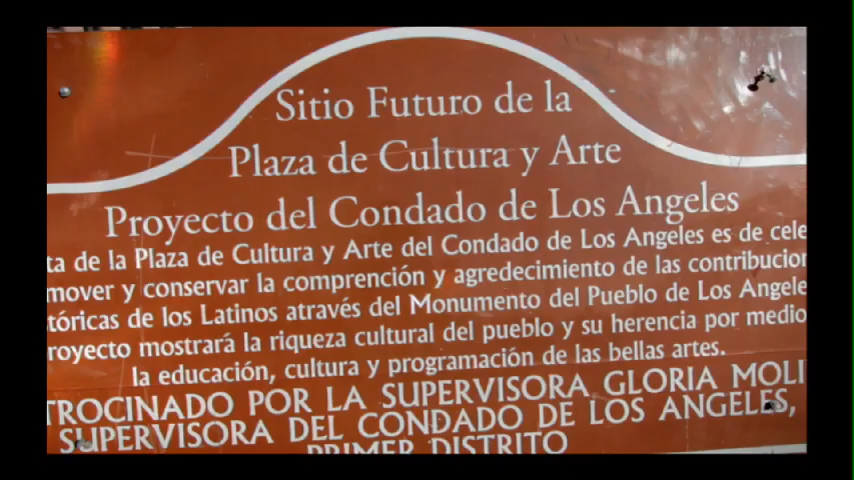 Sitio Futuro de la
Plaza de Cultura y Arte
Proyecto del Condado de Los Angeles
ta de la Plaza de Cultura y Arte del Condado de Los Angeles es de cele
mover y conservar la comprención y agredecimiento de las contribucior
tóricas de los Latinos através del Monumento del Pueblo de Los Angele
royecto mostrará la riqueza cultural del pueblo y su herencia por medio
la educación, cultura y programación de las bellas artes.
TROCINADO POR LA SUPERVISORA GLORIA MOLI
SUPERVISORA DEL CONDADO DE LOS ANGELES,
PRIMER DISTRITO